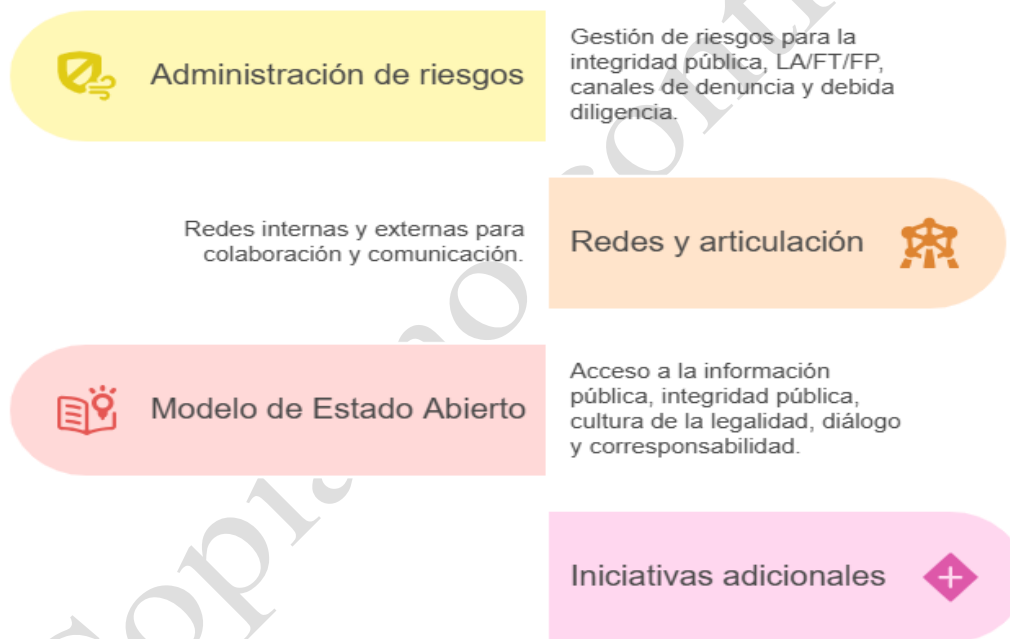 Administración de riesgos
Gestión de riesgos para la
integridad pública, LA/FT/FP,
canales de denuncia y debida
diligencia.
Redes internas y externas para
colaboración y comunicación.
Redes y articulación
Modelo de Estado Abierto
Acceso a la información
pública, integridad pública,
cultura de la legalidad, diálogo
y corresponsabilidad.
Iniciativas adicionales